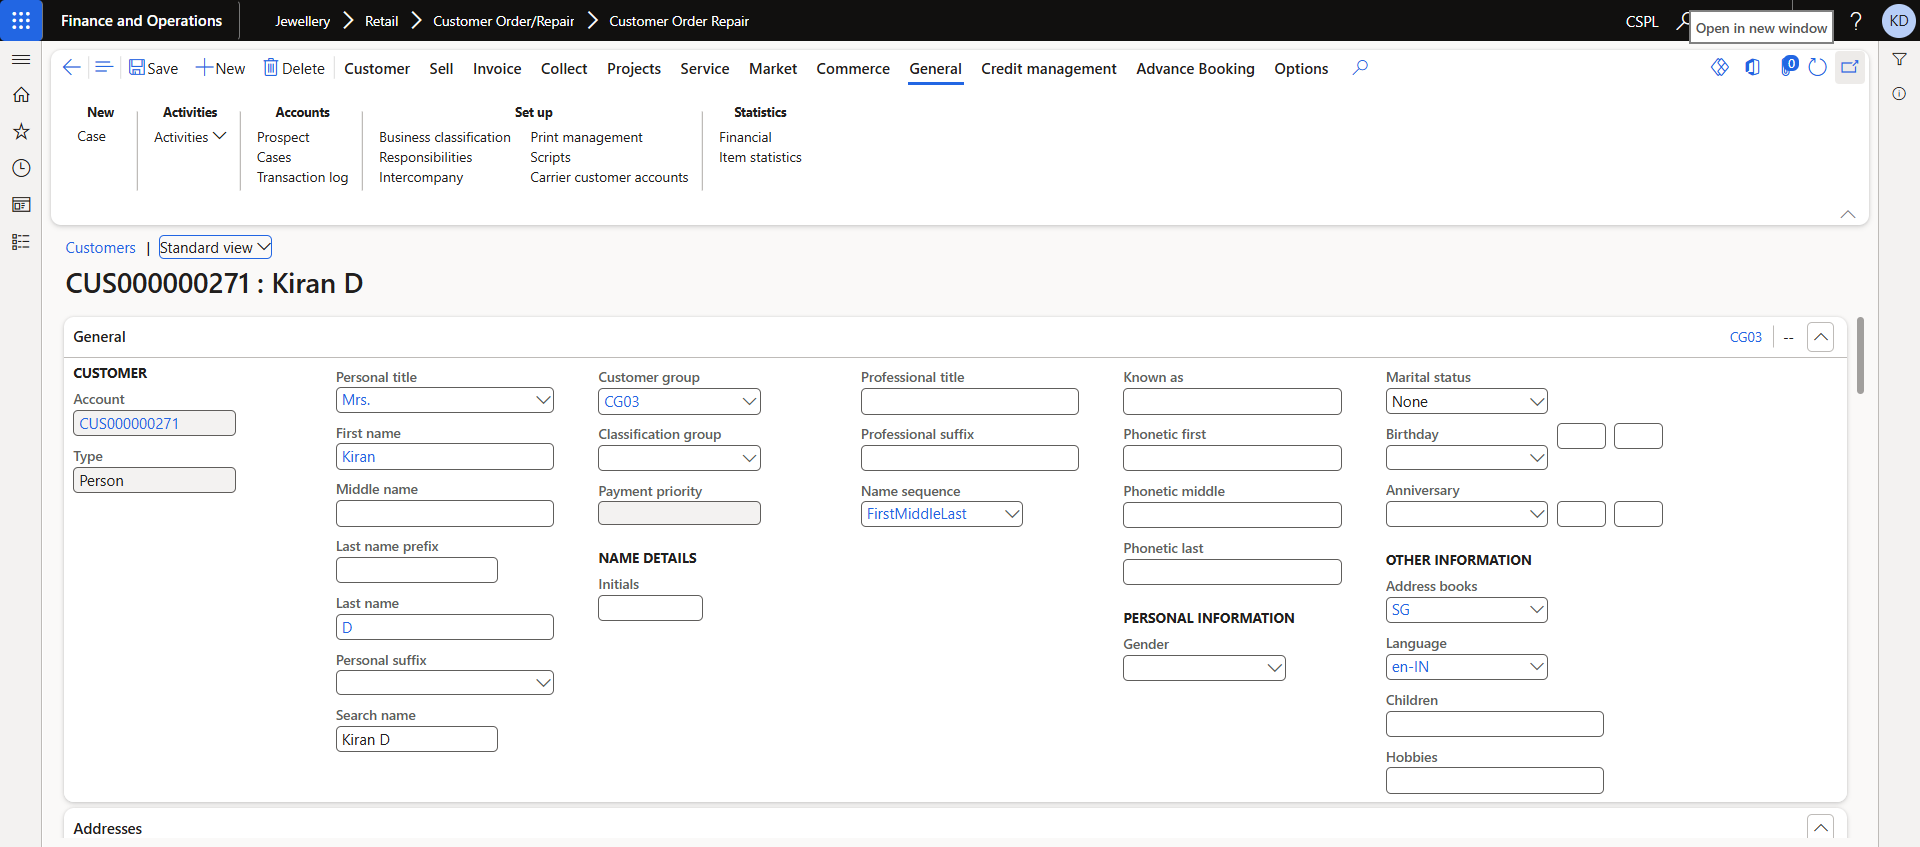 Finance and Operations
Jewellery Retail Customer Order/Repair Customer Order Repair
CSPL
Open in new window
?
KD
Save New Delete Customer Sell Invoice Collect Projects Service Market Commerce General Credit management Advance Booking Options
0
New Activities Accounts Set up Statistics
Case Activities Prospect Business classification Print management Financial
Cases Responsibilities Scripts Item statistics
Transaction log Intercompany Carrier customer accounts
Customers | Standard view
CUS000000271 : Kiran D
General
CG03 --
CUSTOMER
Account
CUS000000271
Type
Person
Personal title
Mrs.
First name
Kiran
Middle name
Last name prefix
Last name
D
Personal suffix
Search name
Kiran D
Customer group
CG03
Classification group
Payment priority
NAME DETAILS
Initials
Professional title
Professional suffix
Name sequence
FirstMiddleLast
Known as
Phonetic first
Phonetic middle
Phonetic last
PERSONAL INFORMATION
Gender
Marital status
None
Birthday
Anniversary
OTHER INFORMATION
Address books
SG
Language
en-IN
Children
Hobbies
Addresses